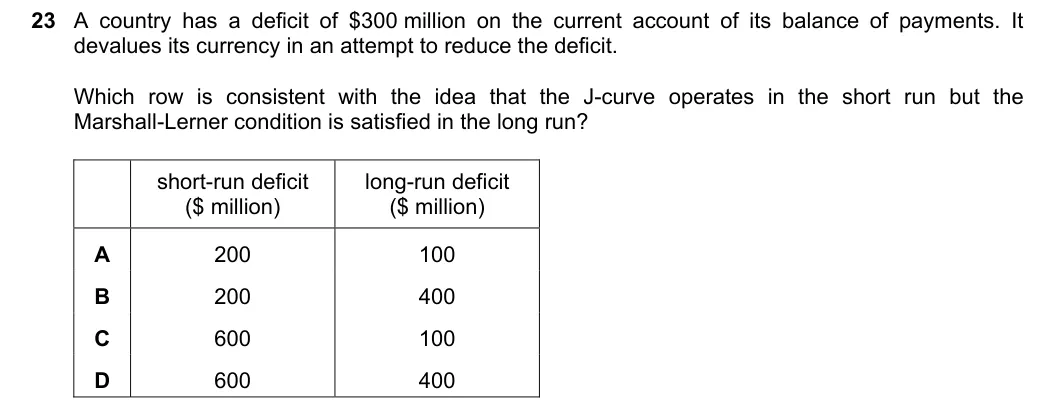 23 A country has a deficit of $300 million on the current account of its balance of payments. It
devalues its currency in an attempt to reduce the deficit.
Which row is consistent with the idea that the J-curve operates in the short run but the
Marshall-Lerner condition is satisfied in the long run?
short-run deficit
($ million)
long-run deficit
($ million)
A 200 100
B 200 400
C 600 100
D 600 400